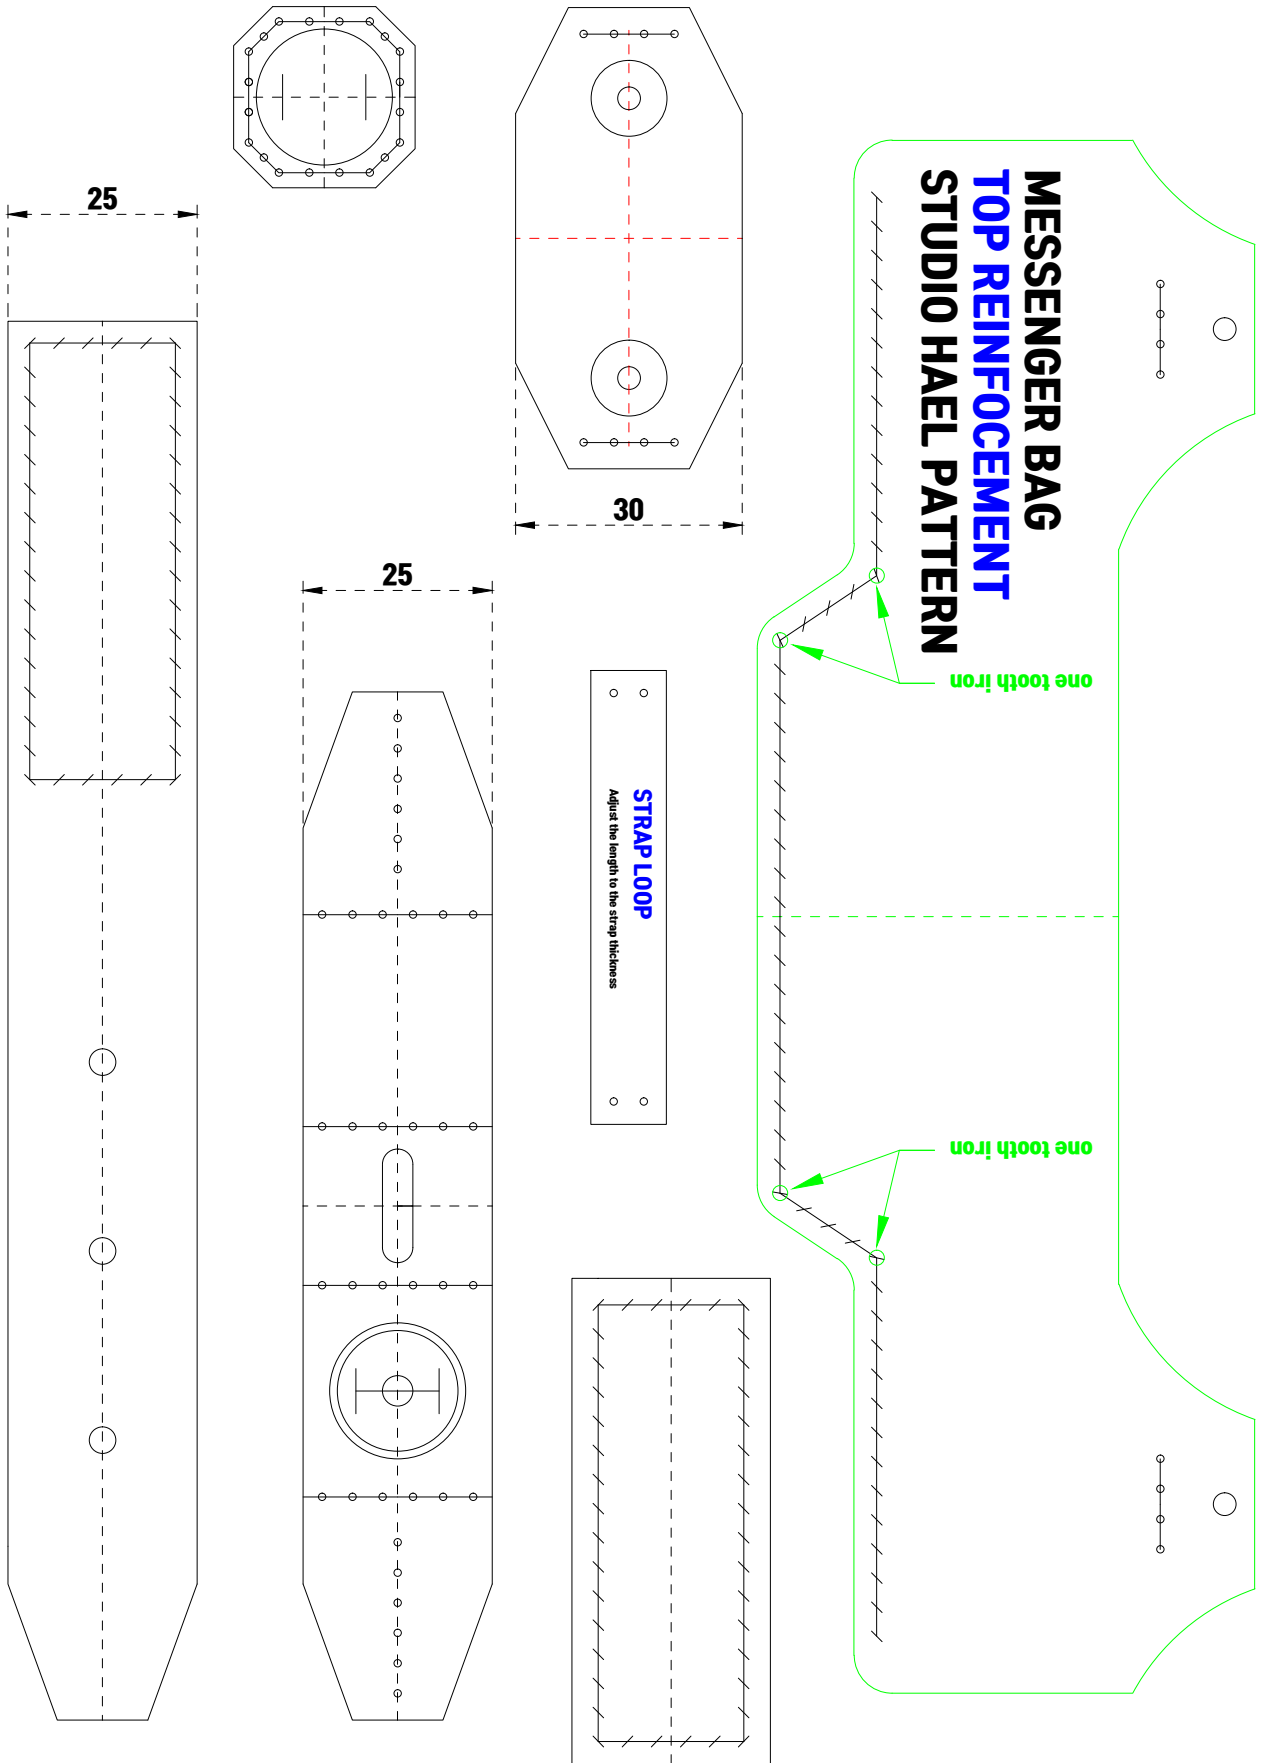 25
30
25
MESSENGER BAG
TOP REINFOCEMENT
STUDIO HAEL PATTERN
one tooth iron
STRAP LOOP
Adjust the length to the strap thickness
one tooth iron